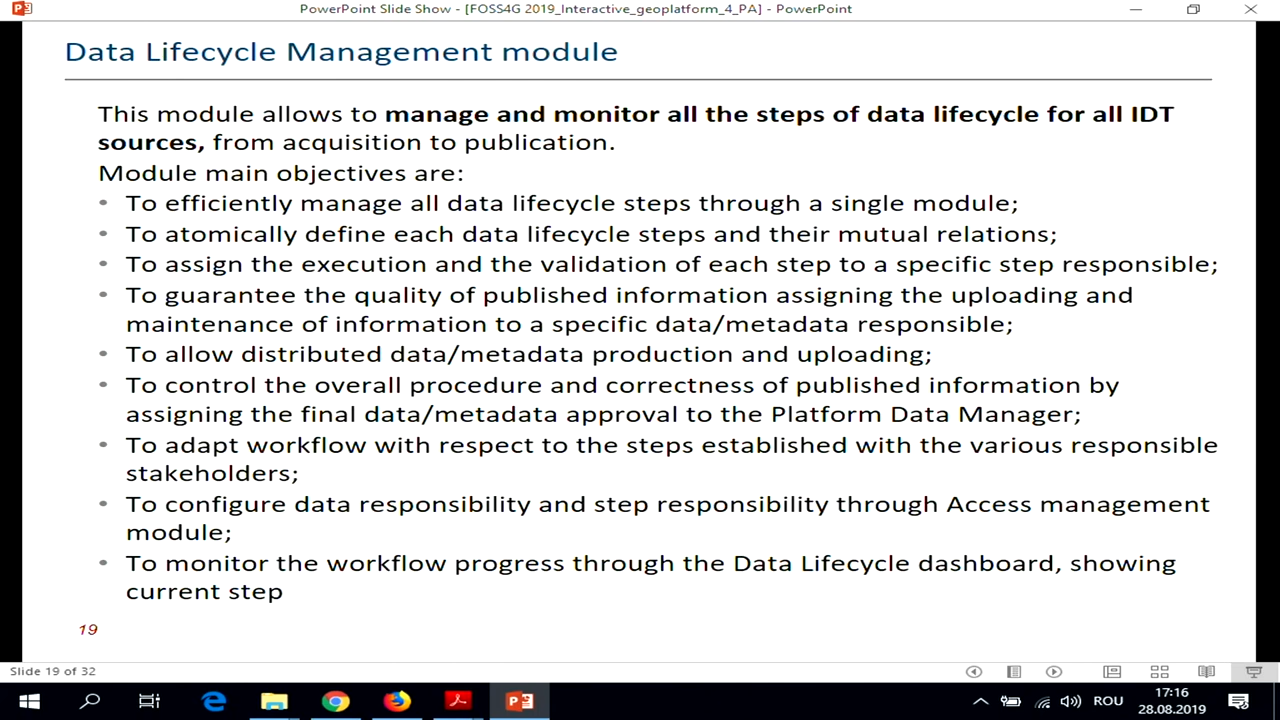 PowerPoint Slide Show - [FOSS4G 2019_Interactive_geoplatform_4_PA] - PowerPoint
Data Lifecycle Management module
This module allows to manage and monitor all the steps of data lifecycle for all IDT
sources, from acquisition to publication.
Module main objectives are:
• To efficiently manage all data lifecycle steps through a single module;
• To atomically define each data lifecycle steps and their mutual relations;
• To assign the execution and the validation of each step to a specific step responsible;
• To guarantee the quality of published information assigning the uploading and
maintenance of information to a specific data/metadata responsible;
• To allow distributed data/metadata production and uploading;
• To control the overall procedure and correctness of published information by
assigning the final data/metadata approval to the Platform Data Manager;
• To adapt workflow with respect to the steps established with the various responsible
stakeholders;
• To configure data responsibility and step responsibility through Access management
module;
• To monitor the workflow progress through the Data Lifecycle dashboard, showing
current step
19
Slide 19 of 32
ROU
17:16
28.08.2019